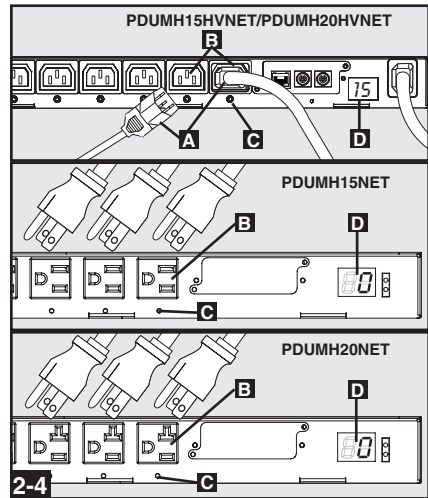 PDUMH15HVNET/PDUMH20HVNET
B
A
C
15
D
PDUMH15NET
B
D
0
C
PDUMH20NET
B
D
0
C
2-4